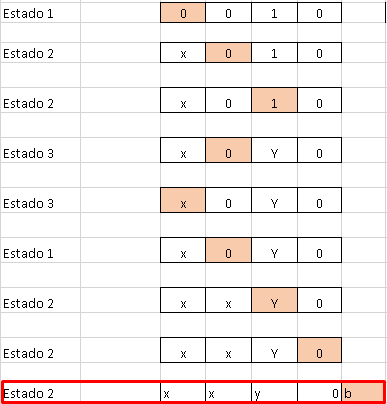 Estado 1 0 0 1 0
Estado 2 x 0 1 0
Estado 2 x 0 1 0
Estado 3 x 0 Y 0
Estado 3 x 0 Y 0
Estado 1 x 0 Y 0
Estado 2 x x Y 0
Estado 2 x x Y 0
Estado 2 x x y 0 b